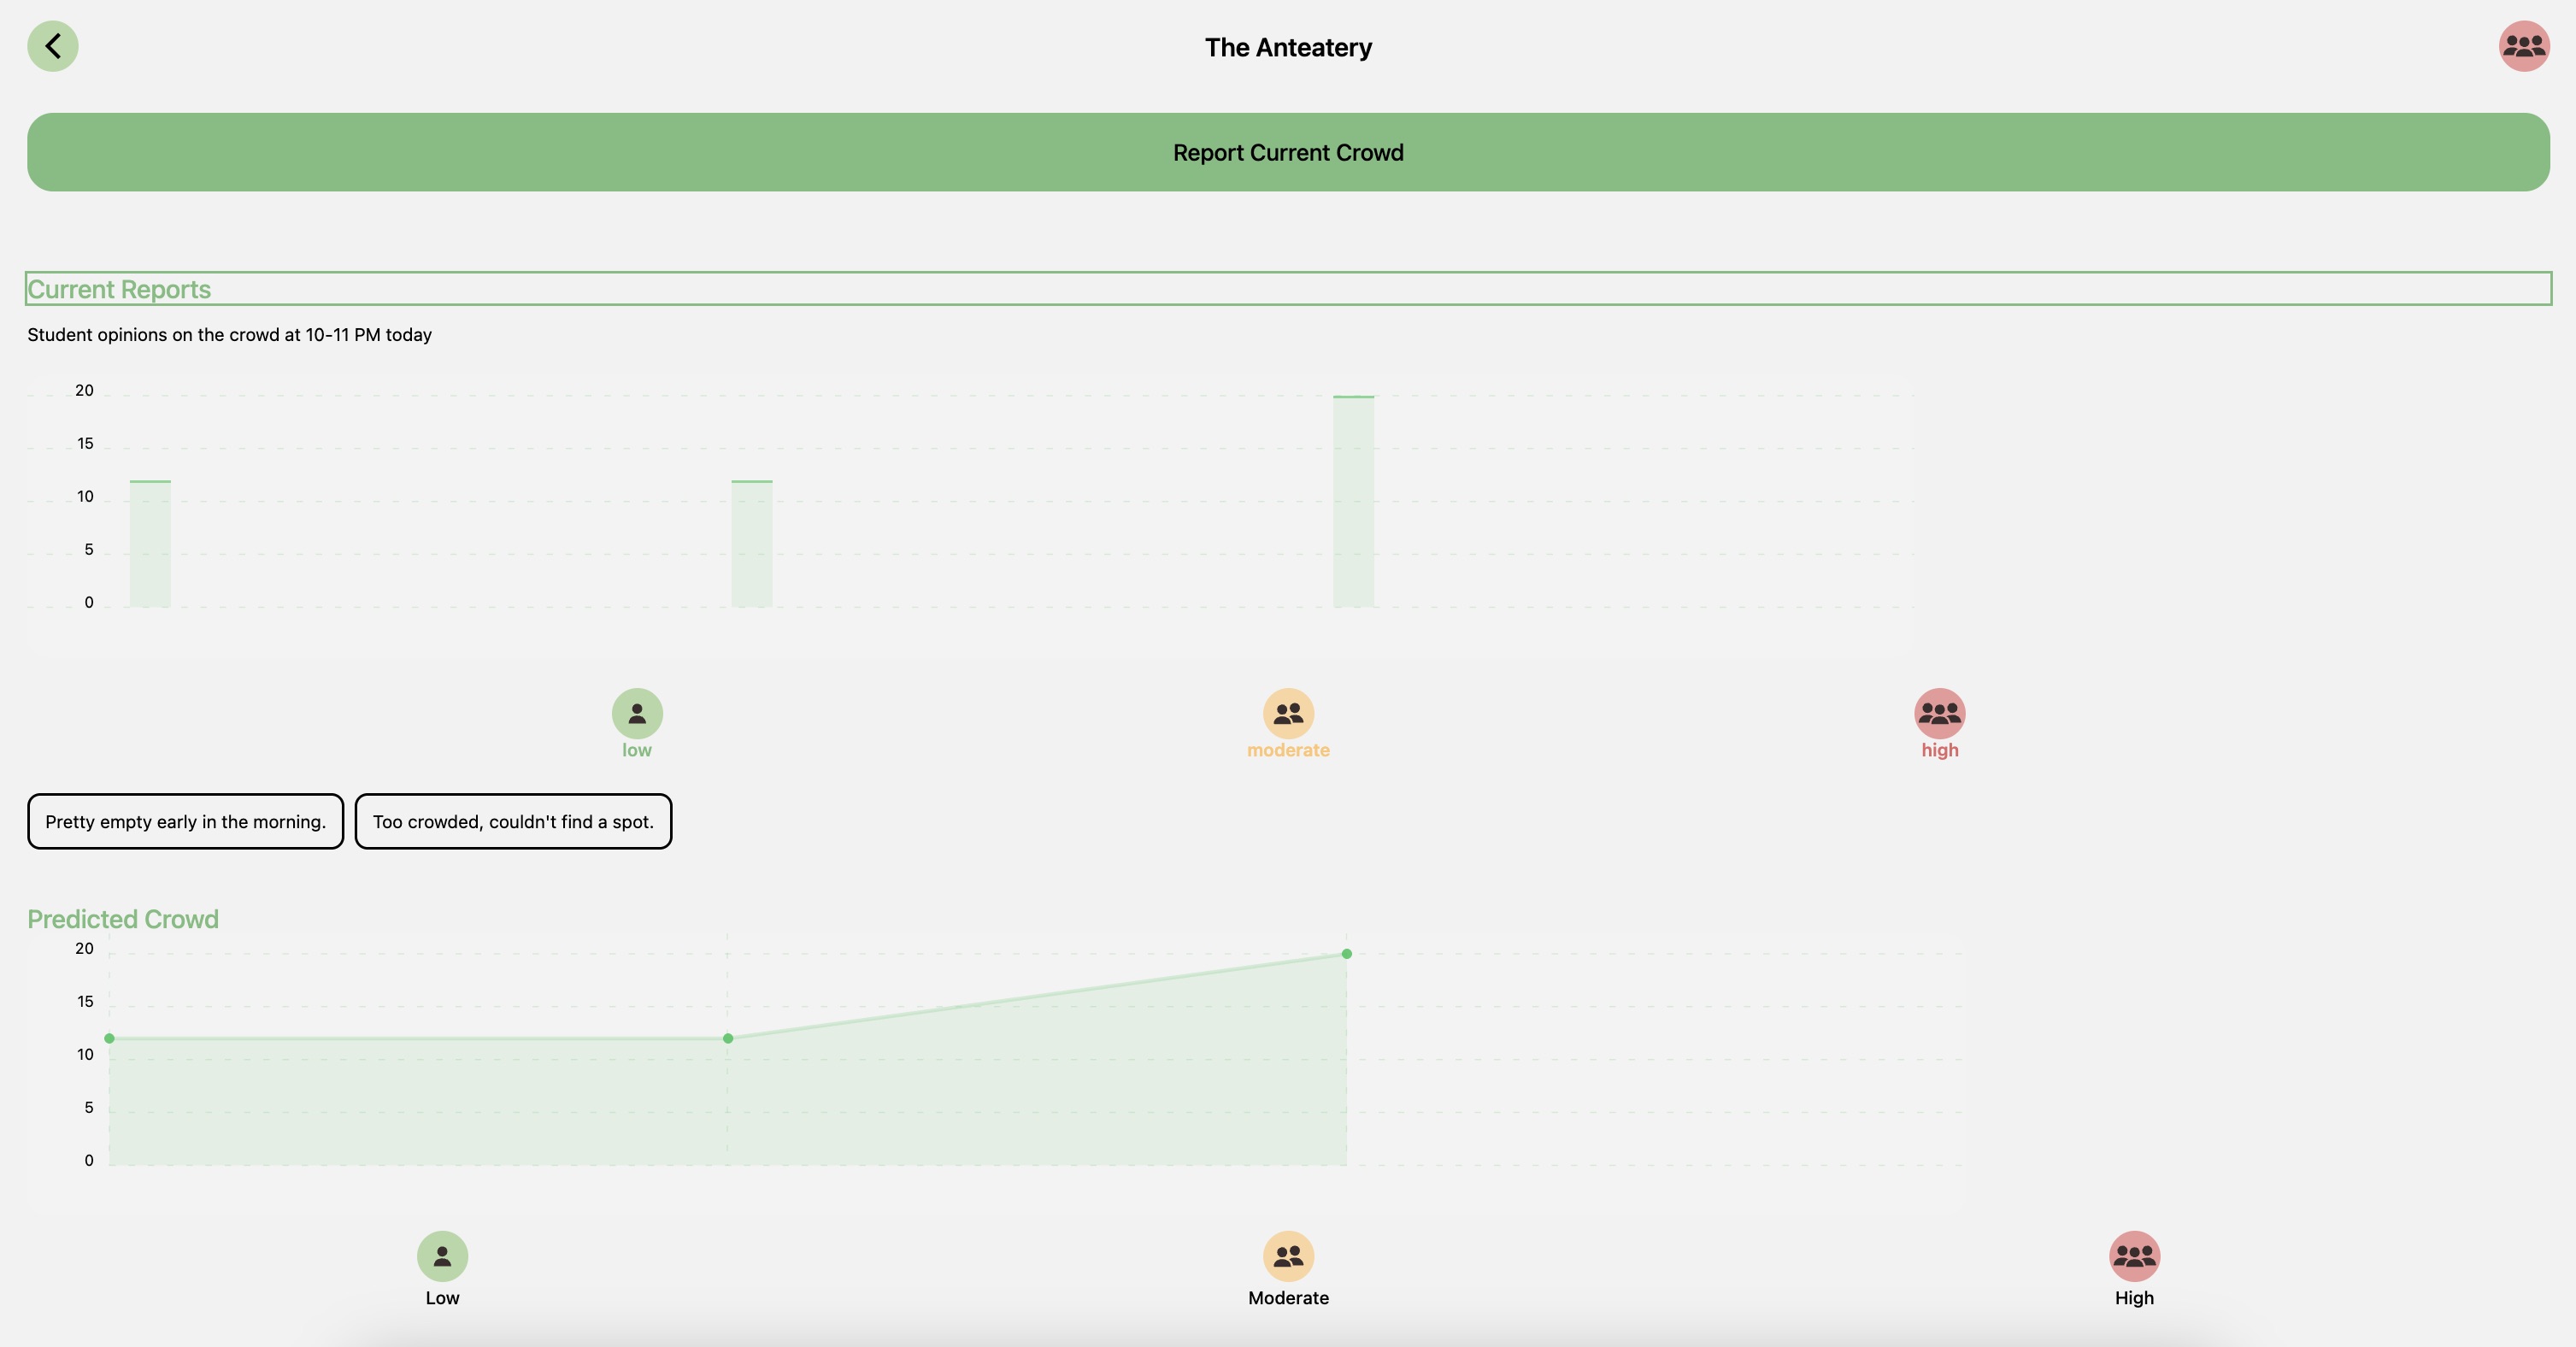 The Anteatery
Report Current Crowd
Current Reports
Student opinions on the crowd at 10-11 PM today
20
15
10
5
0
low
moderate
high
Pretty empty early in the morning.
Too crowded, couldn't find a spot.
Predicted Crowd
20
15
10
5
0
Low
Moderate
High